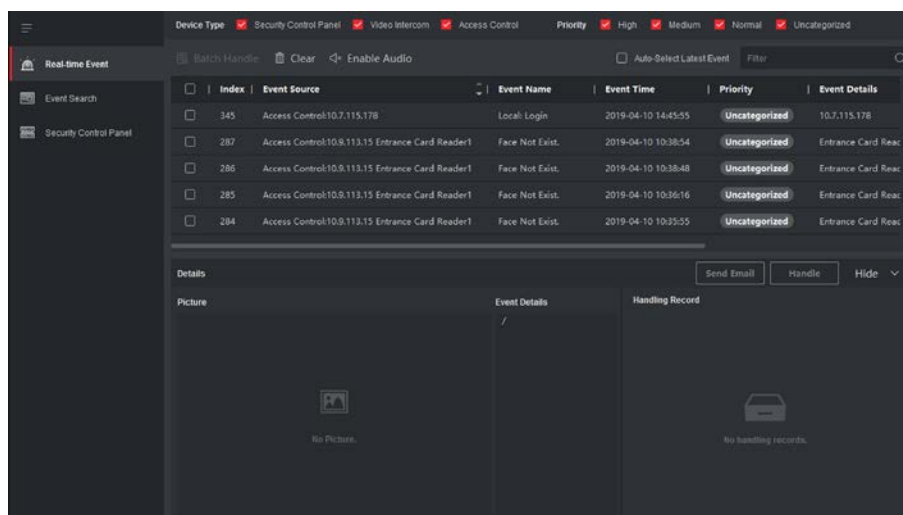 Device Type Security Control Panel Video Intercom Access Control Priority High Medium Normal Uncategorized
Real-time Event
Event Search
Security Control Panel
Batch Handle Clear Enable Audio Auto-Select Latest Event Filter
Index Event Source Event Name Event Time Priority Event Details
345 Access Control:10.7.115.178 Local: Login 2019-04-10 14:45:55 Uncategorized 10.7.115.178
287 Access Control:10.9.113.15 Entrance Card Reader1 Face Not Exist. 2019-04-10 10:38:54 Uncategorized Entrance Card Reac
286 Access Control:10.9.113.15 Entrance Card Reader1 Face Not Exist. 2019-04-10 10:38:48 Uncategorized Entrance Card Reac
285 Access Control:10.9.113.15 Entrance Card Reader1 Face Not Exist. 2019-04-10 10:36:16 Uncategorized Entrance Card Reac
284 Access Control:10.9.113.15 Entrance Card Reader1 Face Not Exist. 2019-04-10 10:35:55 Uncategorized Entrance Card Reac
Details Send Email Handle Hide
Picture Event Details Handling Record
/
No Picture.
No handling records.